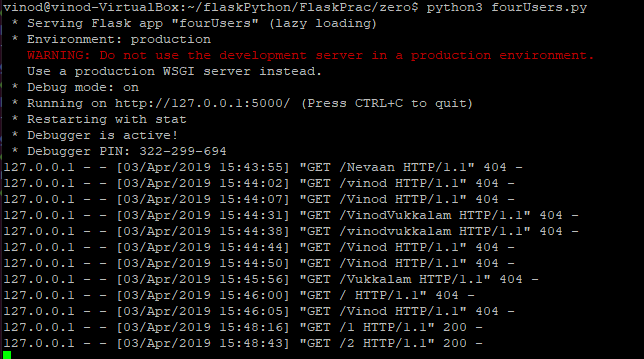 vinod@vinod-VirtualBox:~/flaskPython/FlaskPrac/zero$ python3 fourUsers.py
* Serving Flask app "fourUsers" (lazy loading)
* Environment: production
WARNING: Do not use the development server in a production environment.
Use a production WSGI server instead.
* Debug mode: on
* Running on http://127.0.0.1:5000/ (Press CTRL+C to quit)
* Restarting with stat
* Debugger is active!
* Debugger PIN: 322-299-694
127.0.0.1 - - [03/Apr/2019 15:43:55] "GET /Nevaan HTTP/1.1" 404 -
127.0.0.1 - - [03/Apr/2019 15:44:02] "GET /vinod HTTP/1.1" 404 -
127.0.0.1 - - [03/Apr/2019 15:44:07] "GET /Vinod HTTP/1.1" 404 -
127.0.0.1 - - [03/Apr/2019 15:44:31] "GET /VinodVukkalam HTTP/1.1" 404 -
127.0.0.1 - - [03/Apr/2019 15:44:38] "GET /vinodvukkalam HTTP/1.1" 404 -
127.0.0.1 - - [03/Apr/2019 15:44:44] "GET /Vinod HTTP/1.1" 404 -
127.0.0.1 - - [03/Apr/2019 15:44:50] "GET /Vinod HTTP/1.1" 404 -
127.0.0.1 - - [03/Apr/2019 15:45:56] "GET /Vukkalam HTTP/1.1" 404 -
127.0.0.1 - - [03/Apr/2019 15:46:00] "GET / HTTP/1.1" 404 -
127.0.0.1 - - [03/Apr/2019 15:46:05] "GET /Vinod HTTP/1.1" 404 -
127.0.0.1 - - [03/Apr/2019 15:48:16] "GET /1 HTTP/1.1" 200 -
127.0.0.1 - - [03/Apr/2019 15:48:43] "GET /2 HTTP/1.1" 200 -